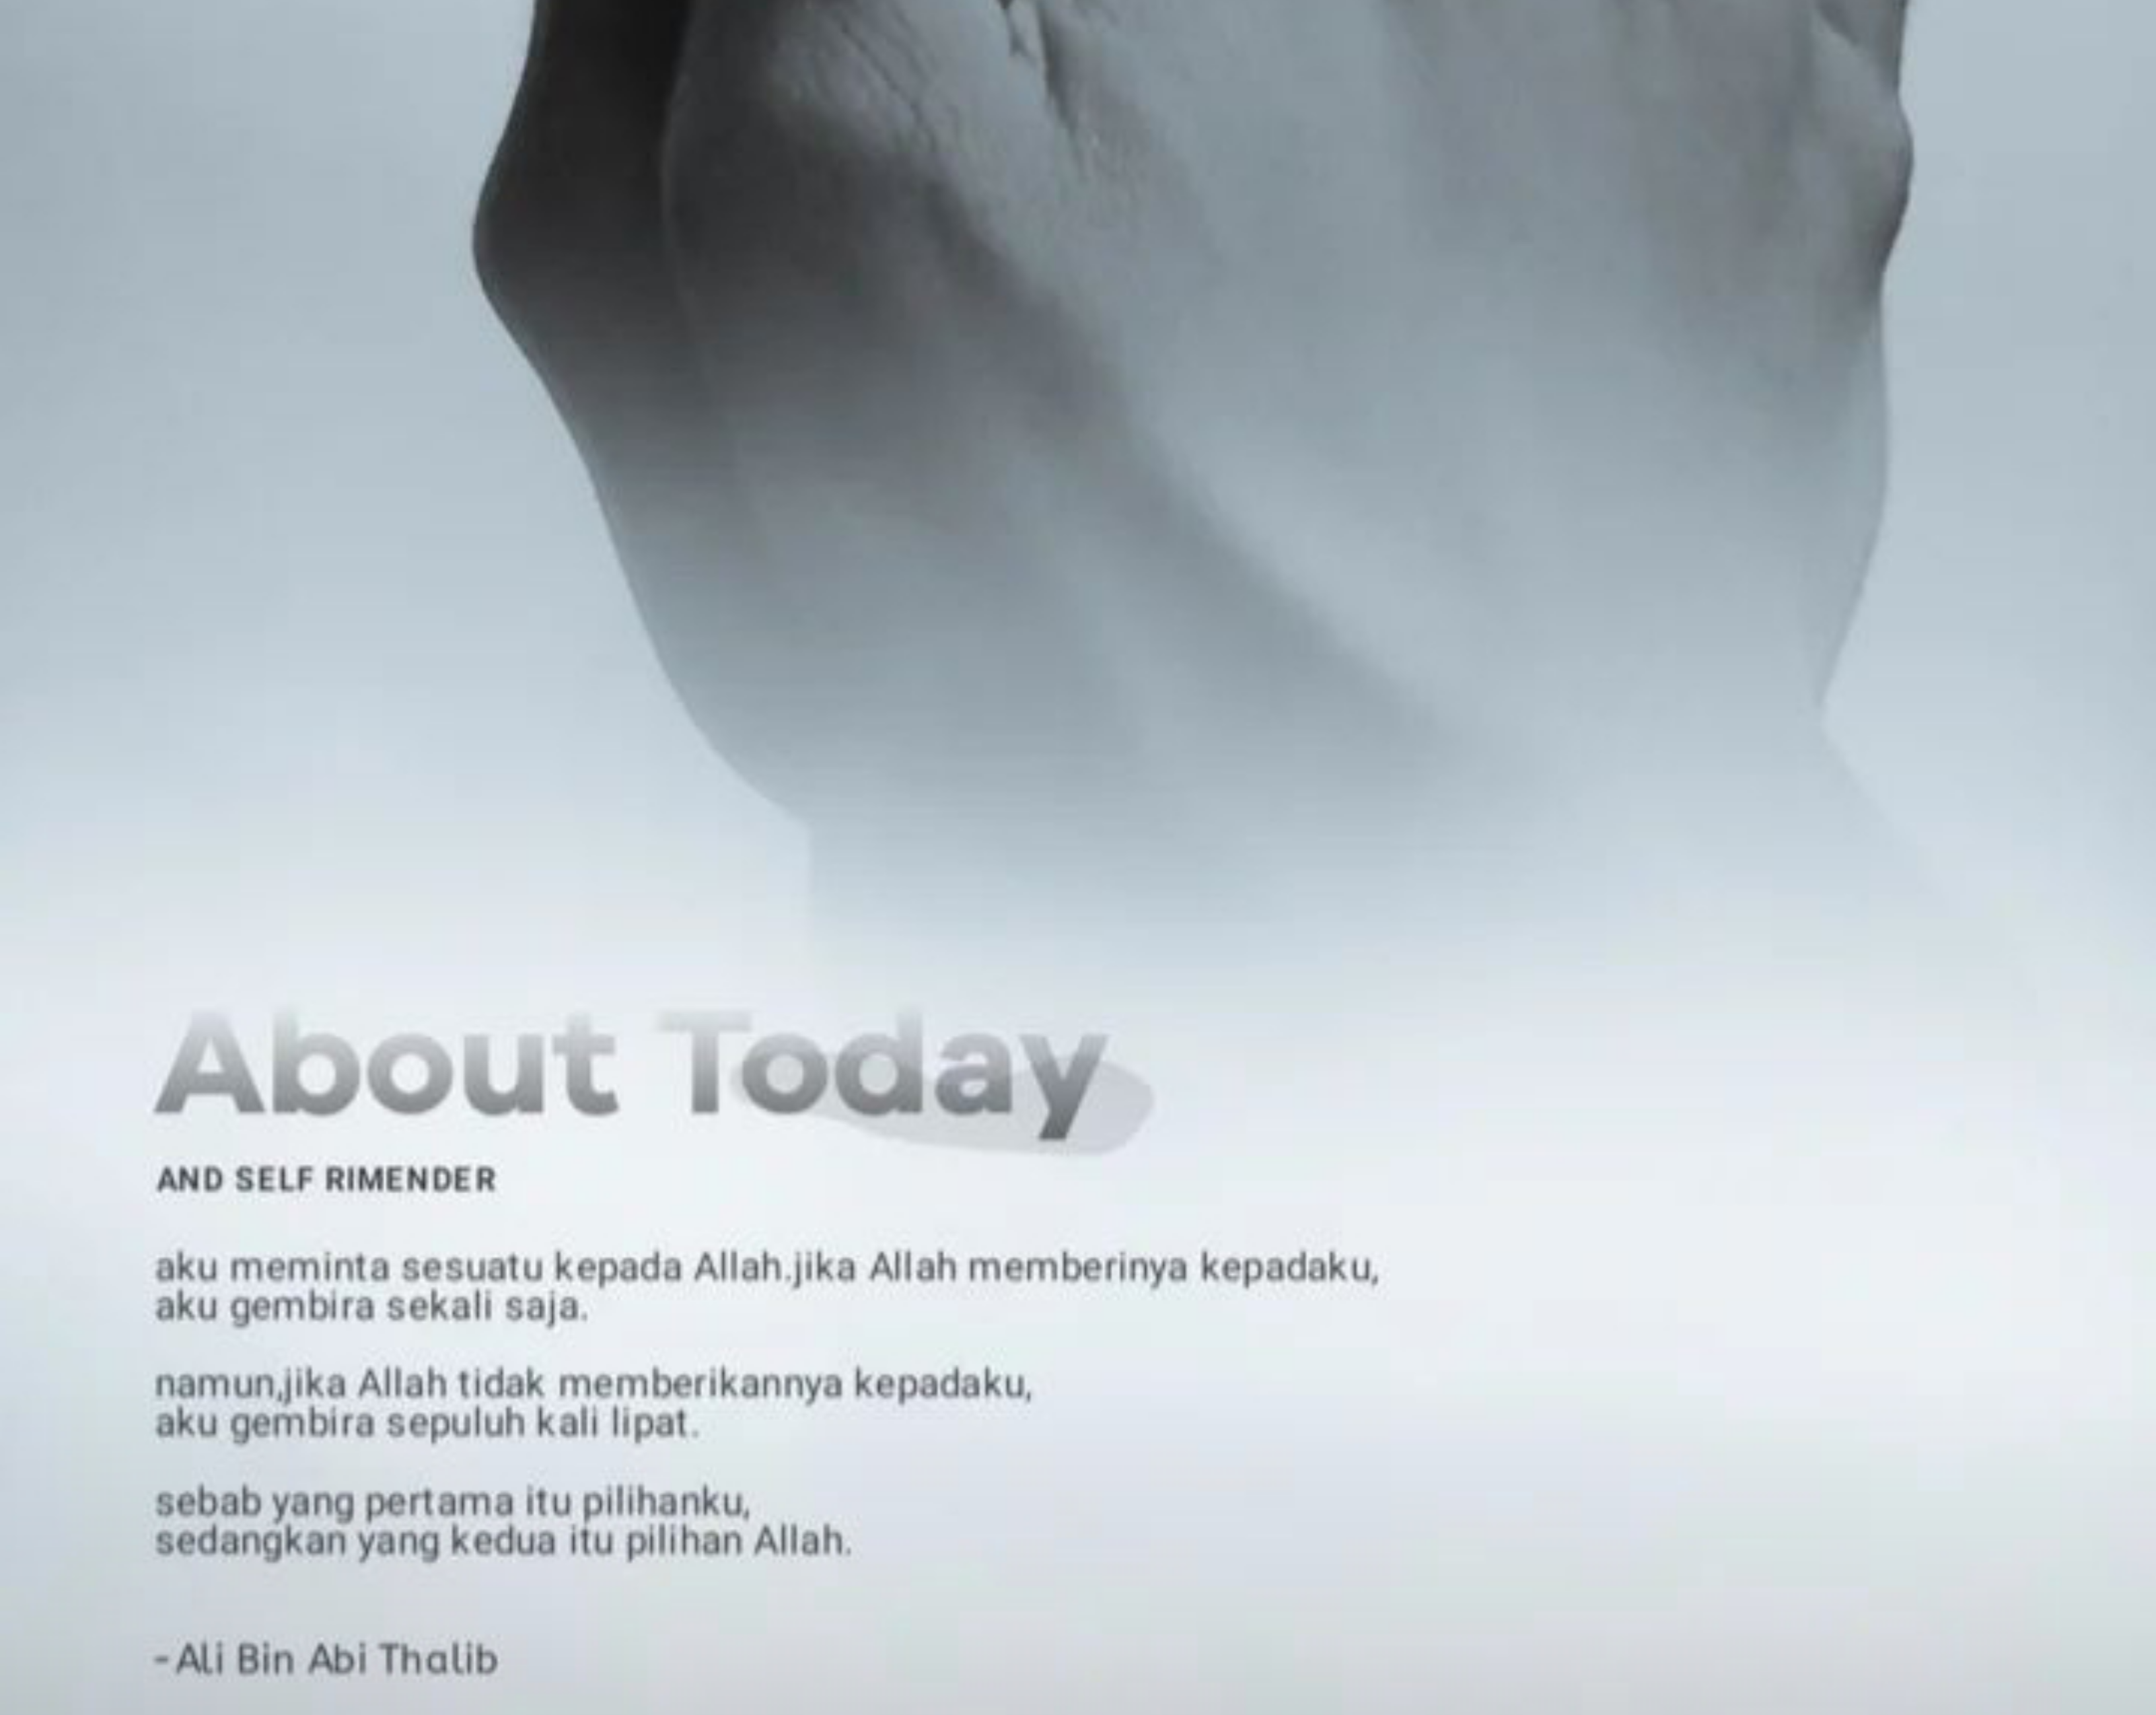 About Today
AND SELF RIMENDER
aku meminta sesuatu kepada Allah.jika Allah memberinya kepadaku,
aku gembira sekali saja.
namun,jika Allah tidak memberikannya kepadaku,
aku gembira sepuluh kali lipat.
sebab yang pertama itu pilihanku,
sedangkan yang kedua itu pilihan Allah.
-Ali Bin Abi Thalib